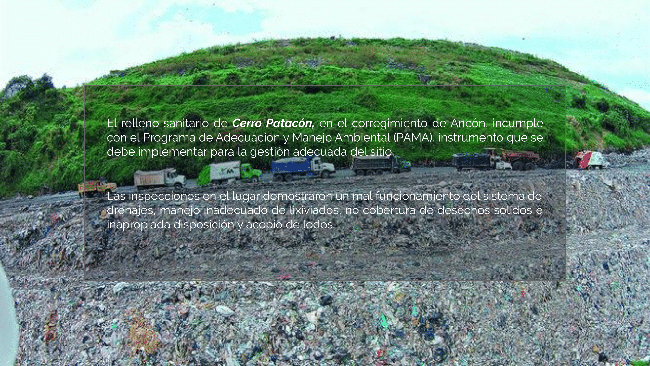 El relleno sanitario de Cerro Patacón, en el corregimiento de Ancón, incumple
con el Programa de Adecuación y Manejo Ambiental (PAMA), instrumento que se
debe implementar para la gestión adecuada del sitio.
Las inspecciones en el lugar demostraron un mal funcionamiento del sistema de
drenajes, manejo inadecuado de lixiviados, no cobertura de desechos sólidos e
inapropiada disposición y acopio de lodos.